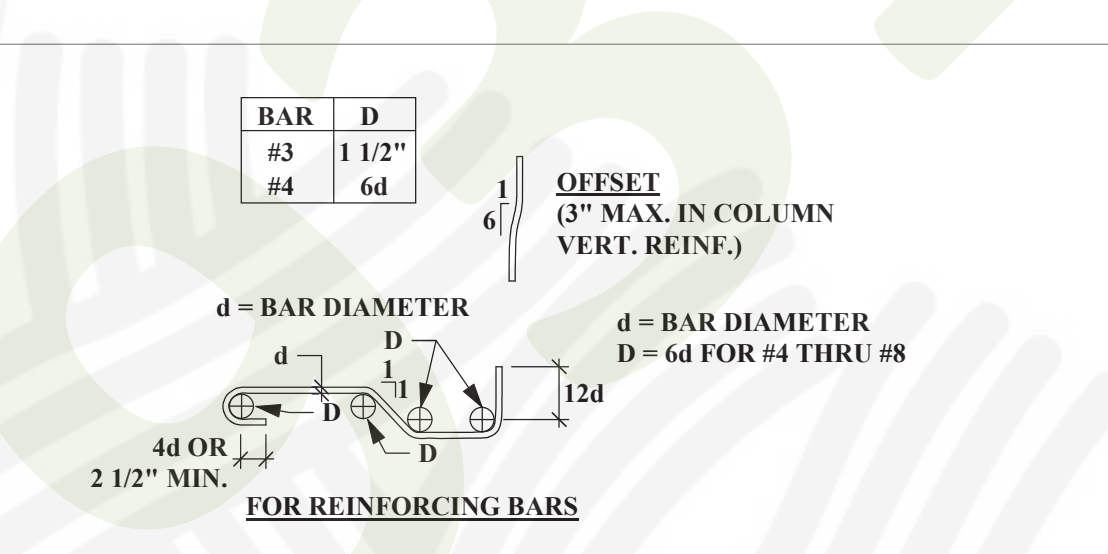 BAR D
#3 1 1/2"
#4 6d
1
6
OFFSET
(3" MAX. IN COLUMN
VERT. REINF.)
d = BAR DIAMETER
d = BAR DIAMETER
D = 6d FOR #4 THRU #8
D
d
1
1
12d
D
D
4d OR
2 1/2" MIN.
FOR REINFORCING BARS